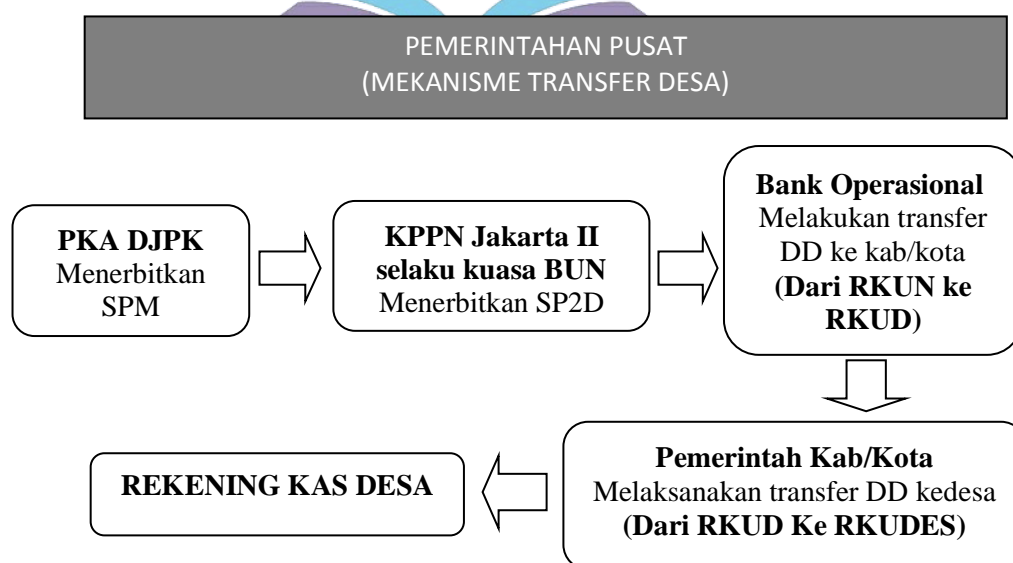 PEMERINTAHAN PUSAT
(MEKANISME TRANSFER DESA)
PKA DJPK
Menerbitkan
SPM
KPPN Jakarta II
selaku kuasa BUN
Menerbitkan SP2D
Bank Operasional
Melakukan transfer
DD ke kab/kota
(Dari RKUN ke
RKUD)
Pemerintah Kab/Kota
Melaksanakan transfer DD kedesa
(Dari RKUD Ke RKUDES)
REKENING KAS DESA